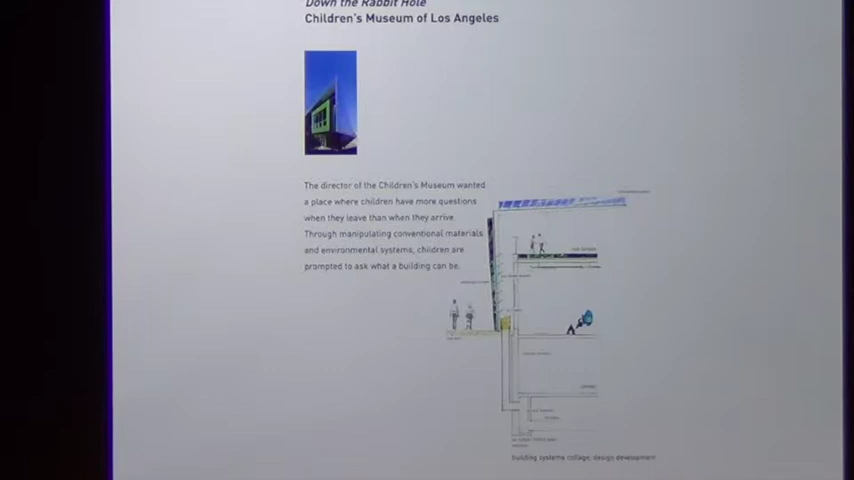 Down the Rabbit Hole
Children's Museum of Los Angeles
The director of the Children's Museum wanted
a place where children have more questions
when they leave than when they arrive.
Through manipulating conventional materials
and environmental systems, children are
prompted to ask what a building can be.
building systems collage; design development